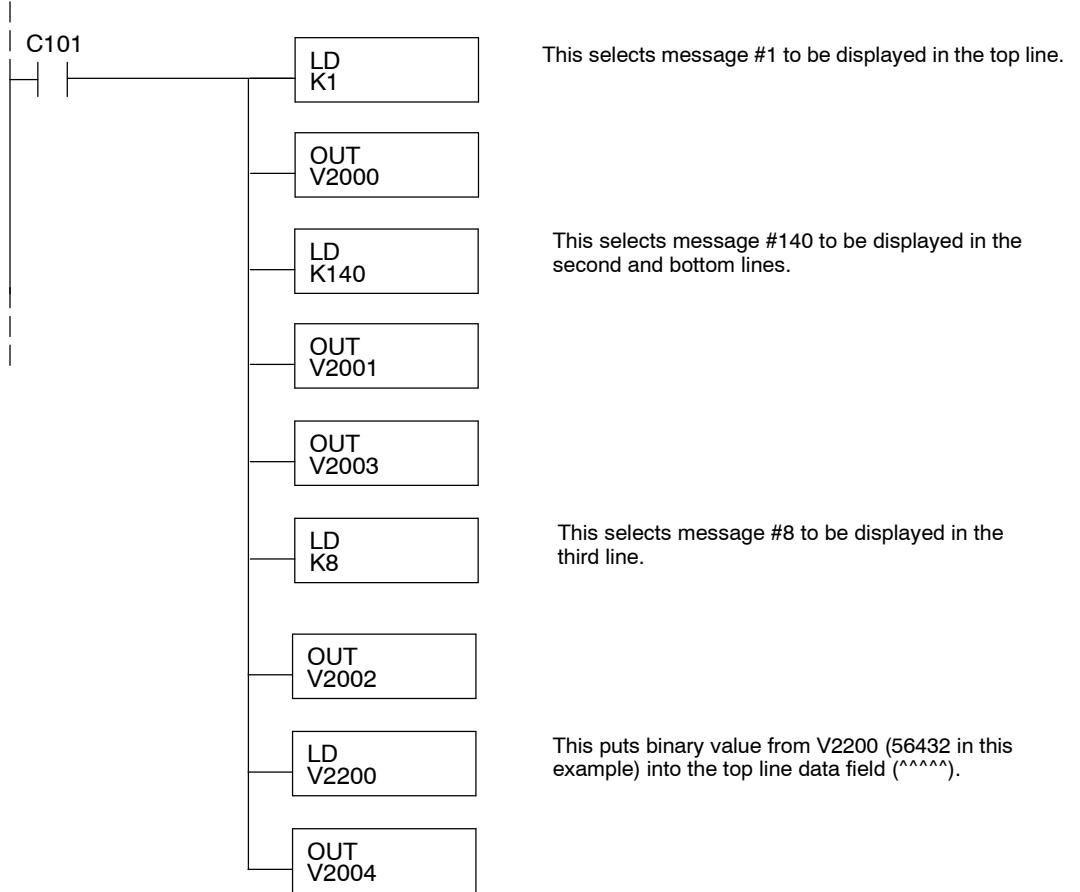 C101
LD
K1
This selects message #1 to be displayed in the top line.
OUT
V2000
LD
K140
This selects message #140 to be displayed in the
second and bottom lines.
OUT
V2001
OUT
V2003
LD
K8
This selects message #8 to be displayed in the
third line.
OUT
V2002
LD
V2200
This puts binary value from V2200 (56432 in this
example) into the top line data field (^^^^^).
OUT
V2004